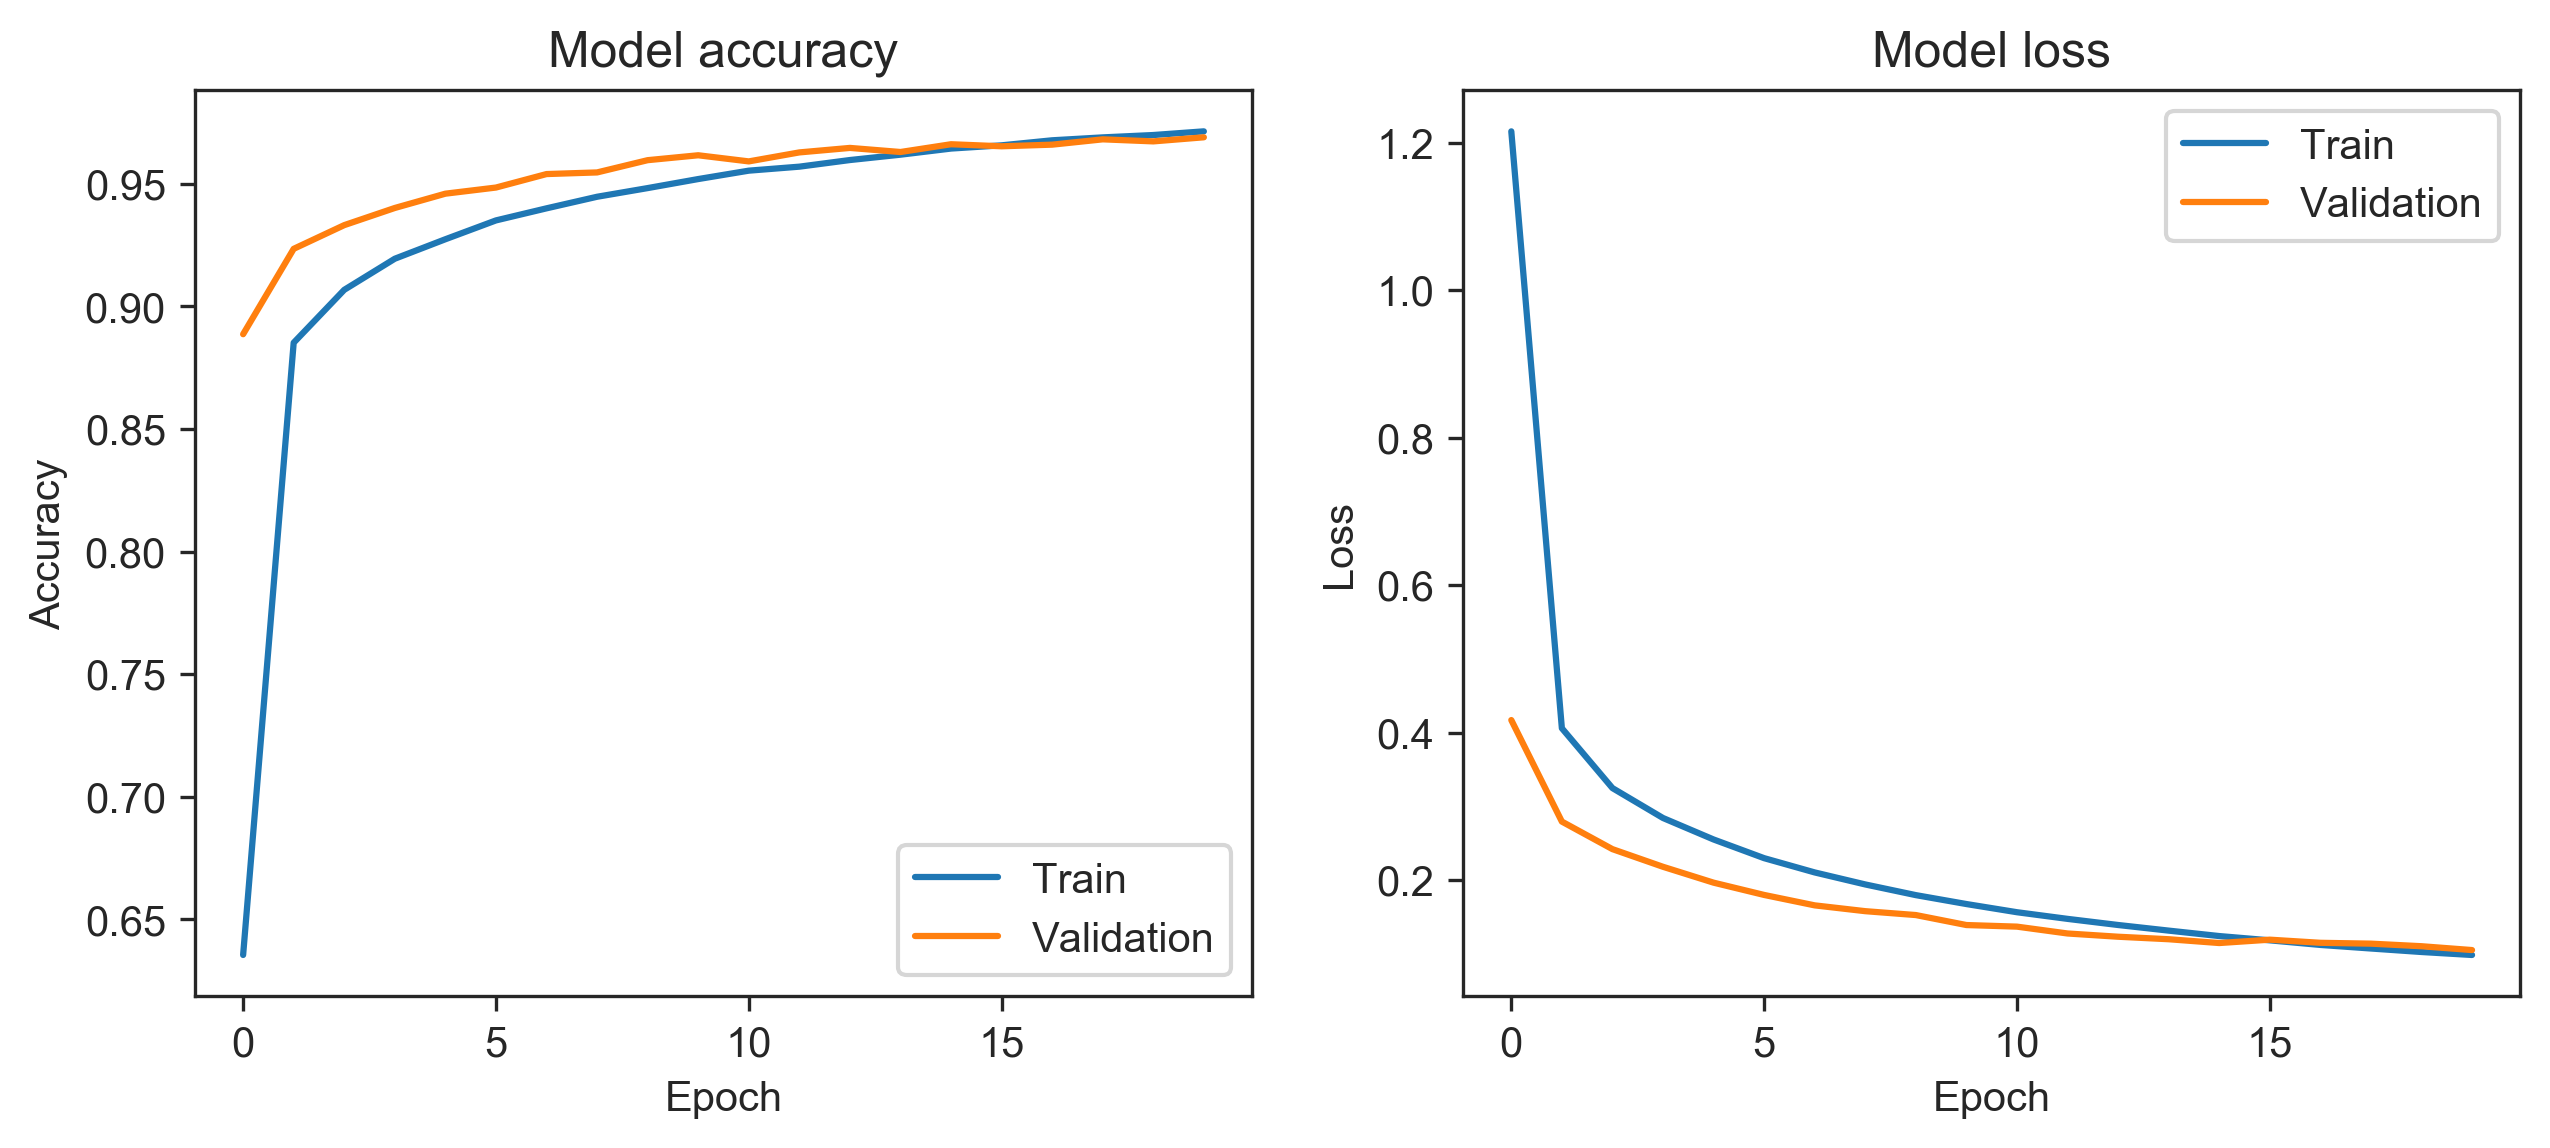 Model accuracy
Accuracy
0.95
0.90
0.85
0.80
0.75
0.70
0.65
Train
Validation
0 5 10 15
Epoch
Model loss
Loss
1.2
1.0
0.8
0.6
0.4
0.2
Train
Validation
0 5 10 15
Epoch